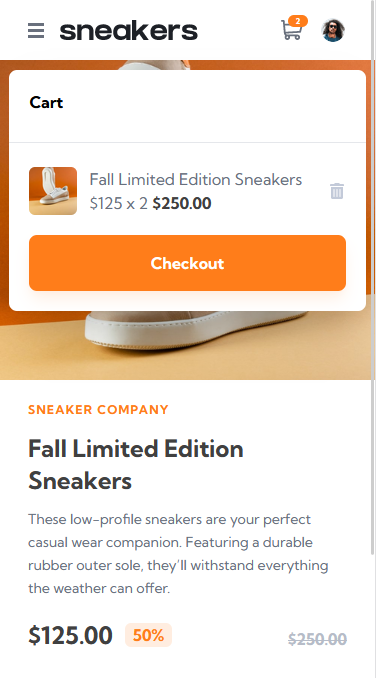 sneakers
2
Cart
Fall Limited Edition Sneakers
$125 x 2 $250.00
Checkout
SNEAKER COMPANY
Fall Limited Edition
Sneakers
These low-profile sneakers are your perfect
casual wear companion. Featuring a durable
rubber outer sole, they’ll withstand everything
the weather can offer.
$125.00 50% $250.00